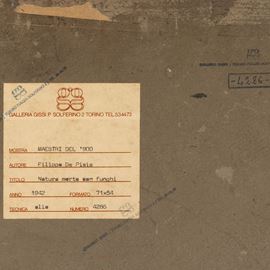 GALLERIA GISSI P. SOLFERINO 2 TORINO TEL.534473
MOSTRA MAESTRI DEL '900
AUTORE Filippo De Pisis
TITOLO Natura morta con funghi
ANNO 1942 FORMATO 71x54
TECNICA olio NUMERO 4286
-4286-